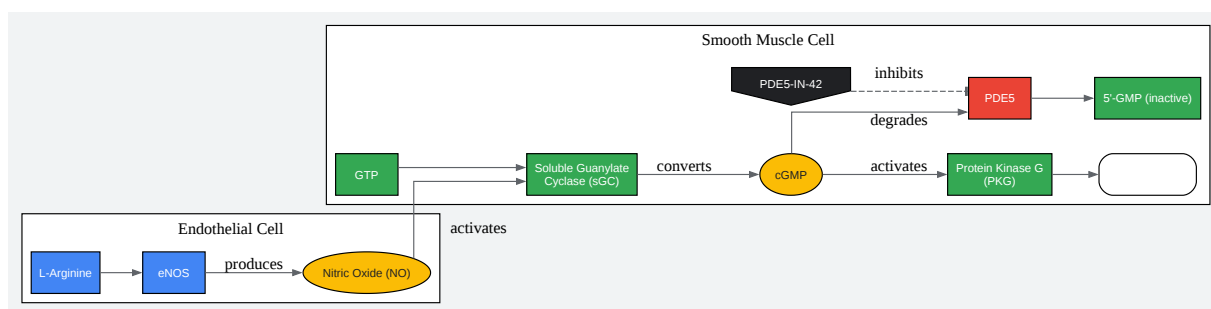 Smooth Muscle Cell
PDE5-IN-42
inhibits
PDE5
5'-GMP (inactive)
degrades
GTP
Soluble Guanylate
Cyclase (sGC)
converts
cGMP
activates
Protein Kinase G
(PKG)
Endothelial Cell
activates
L-Arginine
eNOS
produces
Nitric Oxide (NO)